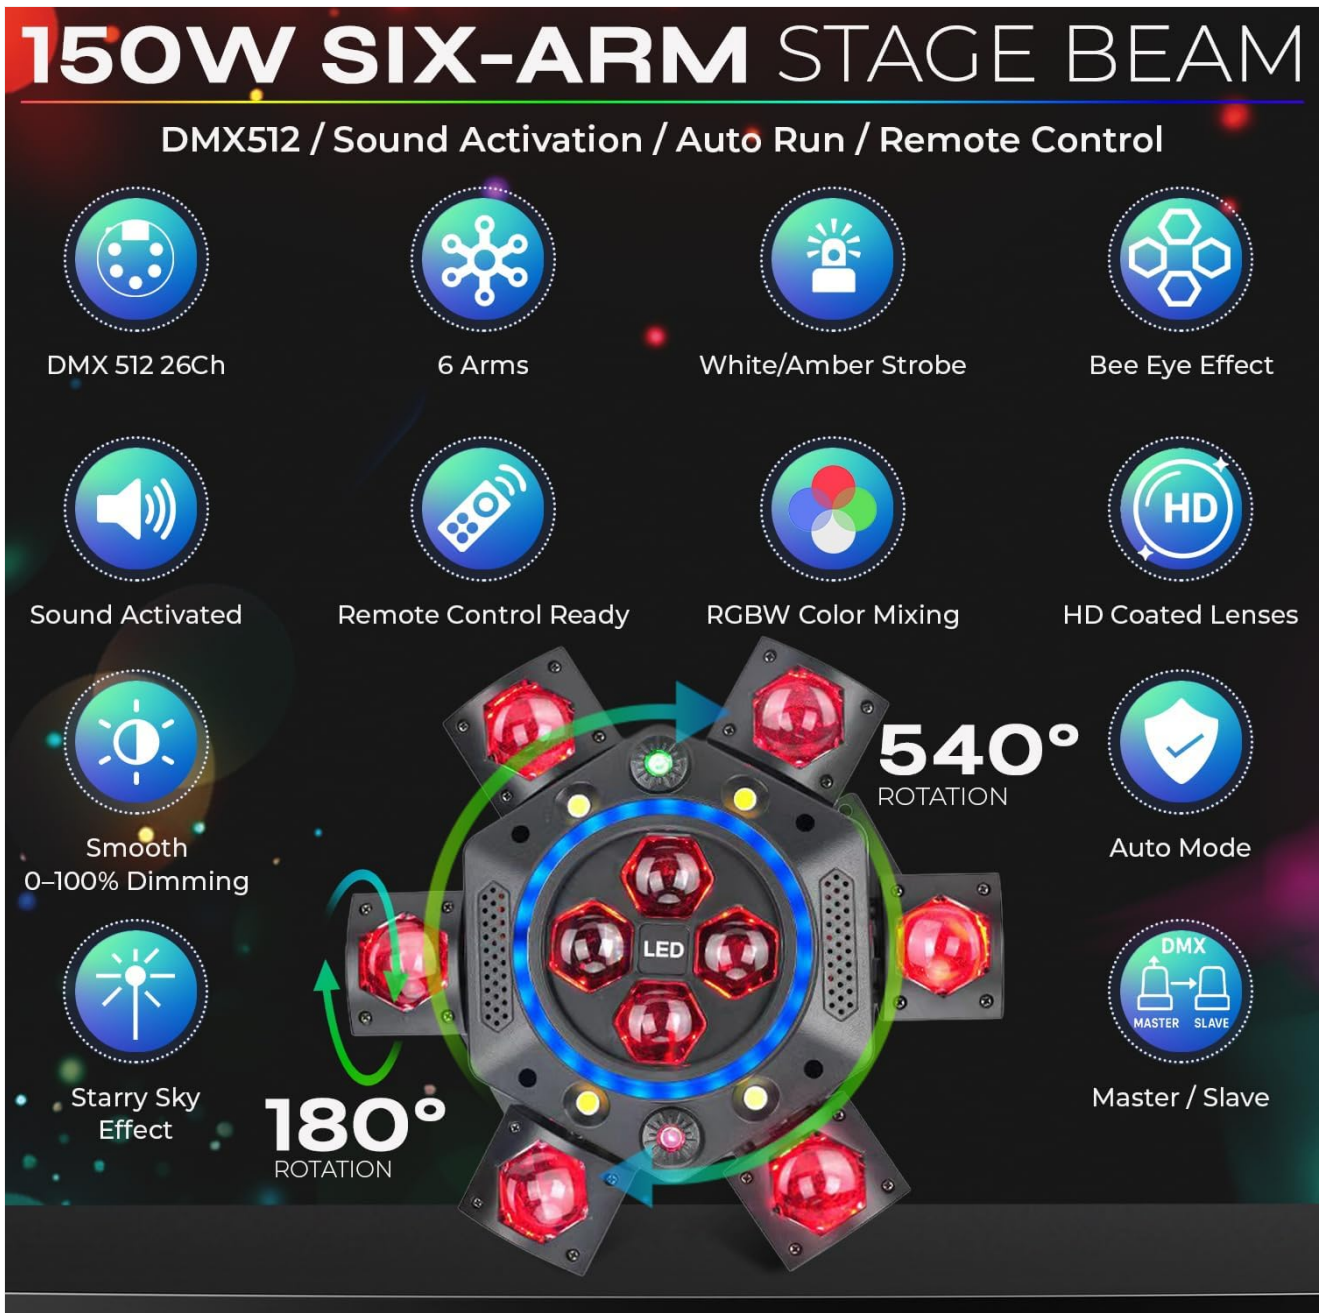 150W SIX-ARM STAGE BEAM
DMX512 / Sound Activation / Auto Run / Remote Control
DMX 512 26Ch
6 Arms
White/Amber Strobe
Bee Eye Effect
HD
Sound Activated
Remote Control Ready
RGBW Color Mixing
HD Coated Lenses
540°
ROTATION
Smooth
0–100% Dimming
Auto Mode
LED
DMX
MASTER SLAVE
Starry Sky
Effect
180°
ROTATION
Master / Slave